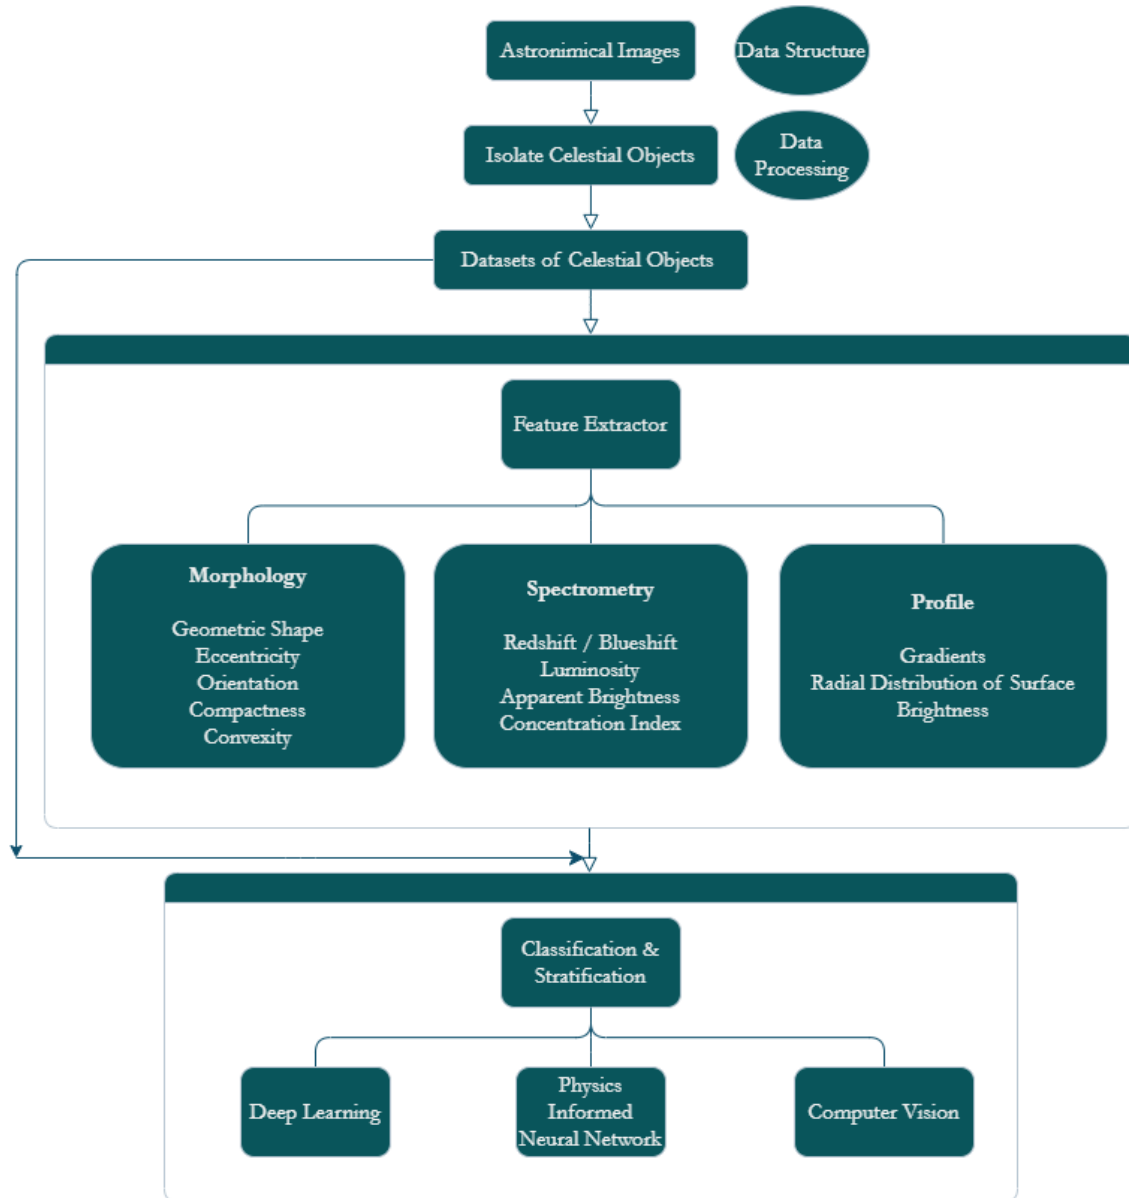 Astronimical Images
Data Structure
Isolate Celestial Objects
Data
Processing
Datasets of Celestial Objects
Feature Extractor
Morphology
Geometric Shape
Eccentricity
Orientation
Compactness
Convexity
Spectrometry
Redshift / Blueshift
Luminosity
Apparent Brightness
Concentration Index
Profile
Gradients
Radial Distribution of Surface
Brightness
Classification &
Stratification
Deep Learning
Physics
Informed
Neural Network
Computer Vision